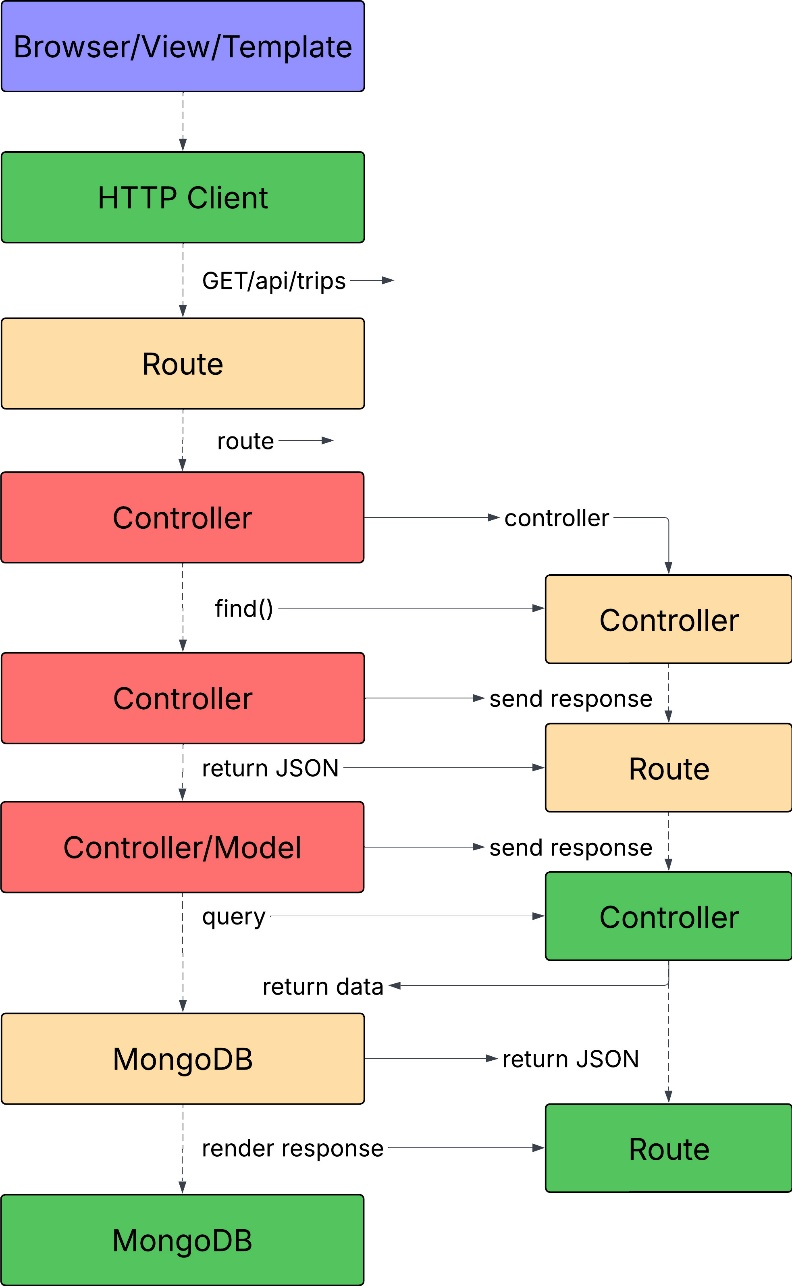 Browser/View/Template
HTTP Client
GET/api/trips
Route
route
Controller
controller
find()
Controller
Controller
send response
return JSON
Route
Controller/Model
send response
query
Controller
return data
MongoDB
return JSON
render response
Route
MongoDB